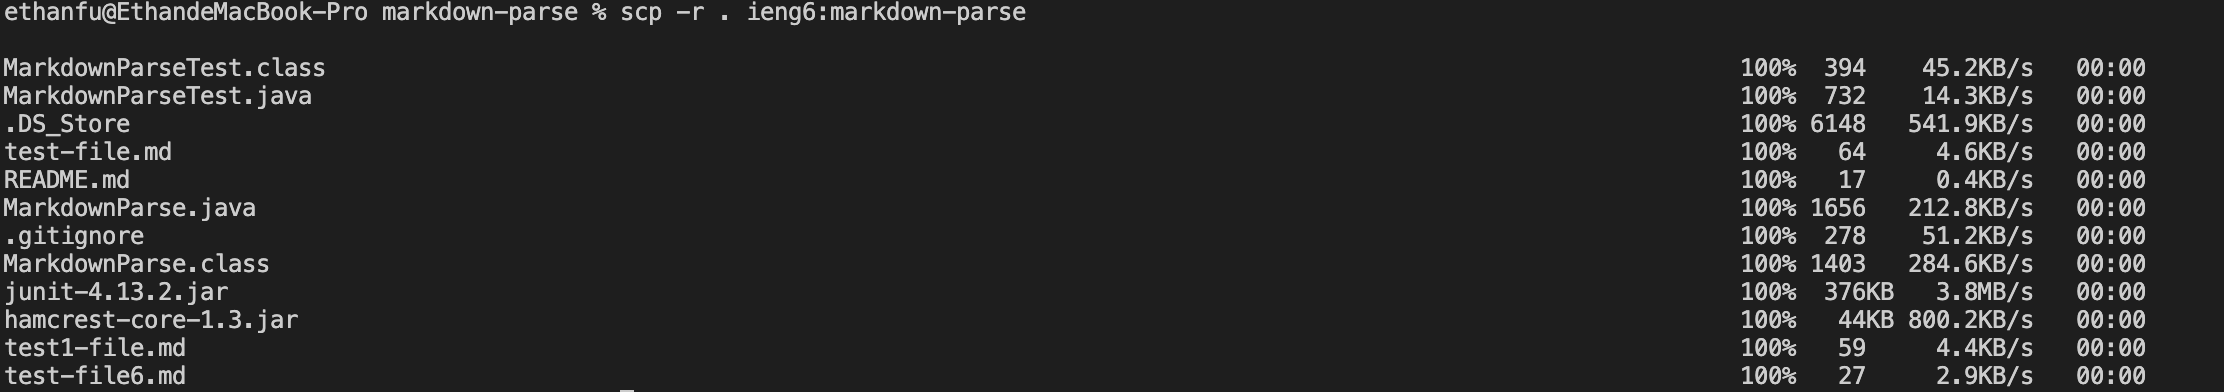 ethanfu@EthandeMacBook-Pro markdown-parse % scp -r . ieng6:markdown-parse
MarkdownParseTest.class 100% 394 45.2KB/s 00:00
MarkdownParseTest.java 100% 732 14.3KB/s 00:00
.DS_Store 100% 6148 541.9KB/s 00:00
test-file.md 100% 64 4.6KB/s 00:00
README.md 100% 17 0.4KB/s 00:00
MarkdownParse.java 100% 1656 212.8KB/s 00:00
.gitignore 100% 278 51.2KB/s 00:00
MarkdownParse.class 100% 1403 284.6KB/s 00:00
junit-4.13.2.jar 100% 376KB 3.8MB/s 00:00
hamcrest-core-1.3.jar 100% 44KB 800.2KB/s 00:00
test1-file.md 100% 59 4.4KB/s 00:00
test-file6.md 100% 27 2.9KB/s 00:00